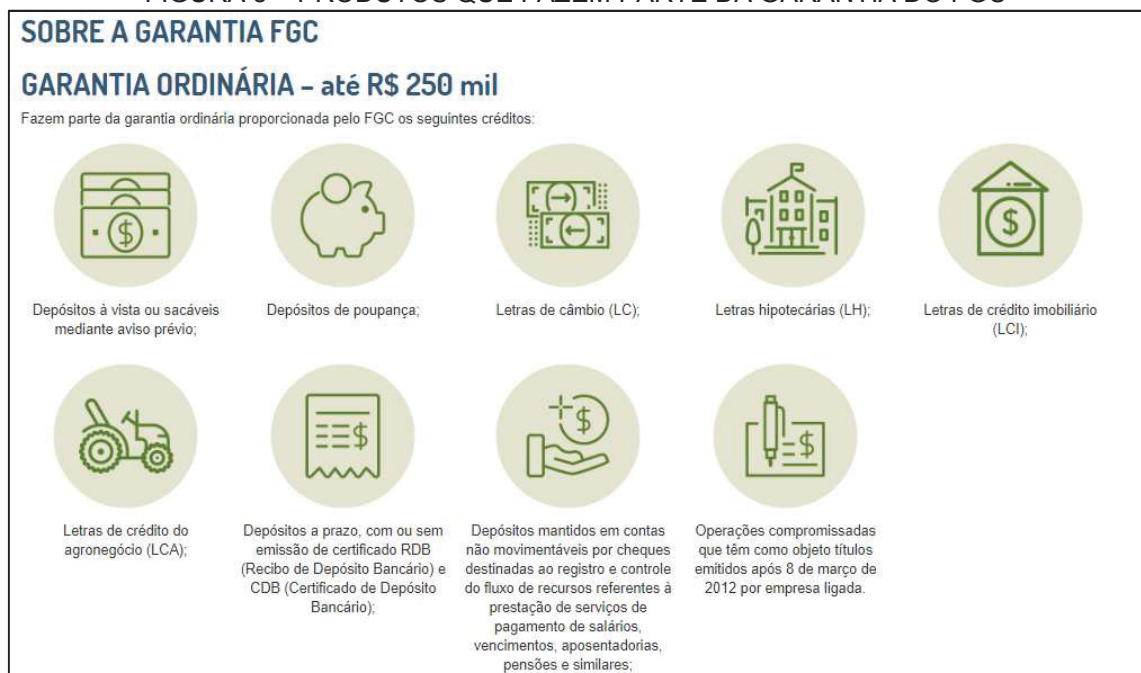 SOBRE A GARANTIA FGC
GARANTIA ORDINÁRIA – até R$ 250 mil
Fazem parte da garantia ordinária proporcionada pelo FGC os seguintes créditos:
Depósitos à vista ou sacáveis
mediante aviso prévio;
Depósitos de poupança;
Letras de câmbio (LC);
Letras hipotecárias (LH);
Letras de crédito imobiliário
(LCI);
Letras de crédito do
agronegócio (LCA);
Depósitos a prazo, com ou sem
emissão de certificado RDB
(Recibo de Depósito Bancário) e
CDB (Certificado de Depósito
Bancário);
Depósitos mantidos em contas
não movimentáveis por cheques
destinadas ao registro e controle
do fluxo de recursos referentes à
prestação de serviços de
pagamento de salários,
vencimentos, aposentadorias,
pensões e similares;
Operações compromissadas
que têm como objeto títulos
emitidos após 8 de março de
2012 por empresa ligada.